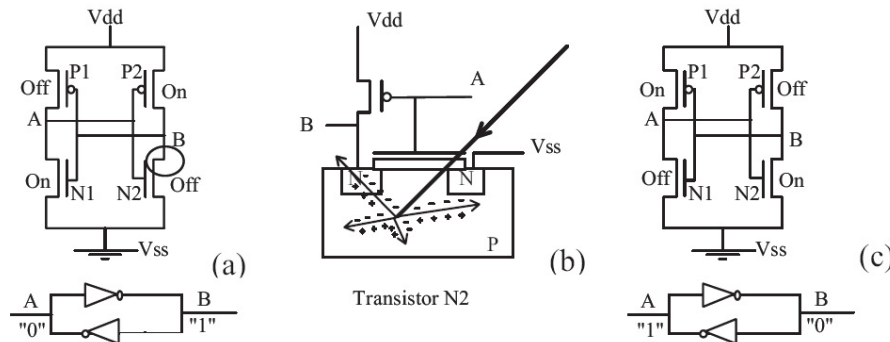 Vdd
P1 P2
Off On
A
B
On Off
N1 N2
Vss
(a)
A B
"0" "1"
Vdd
A
B
Vss
N N
P
(b)
Transistor N2
Vdd
P1 P2
On Off
A
B
Off On
N1 N2
Vss
(c)
A B
"1" "0"